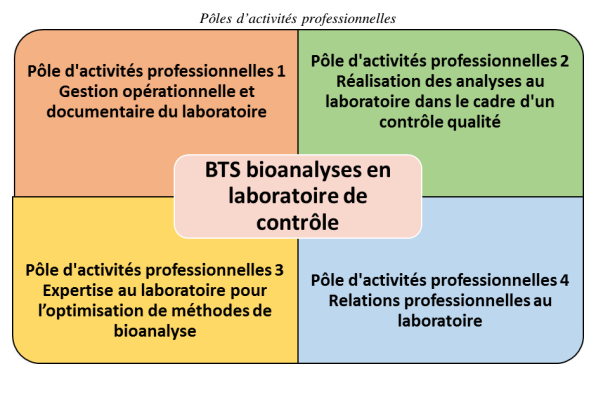 Pôles d'activités professionnelles
Pôle d'activités professionnelles 1
Gestion opérationnelle et
documentaire du laboratoire
Pôle d'activités professionnelles 2
Réalisation des analyses au
laboratoire dans le cadre d'un
contrôle qualité
BTS bioanalyses en
laboratoire de
contrôle
Pôle d'activités professionnelles 3
Expertise au laboratoire pour
l’optimisation de méthodes de
bioanalyse
Pôle d'activités professionnelles 4
Relations professionnelles au
laboratoire